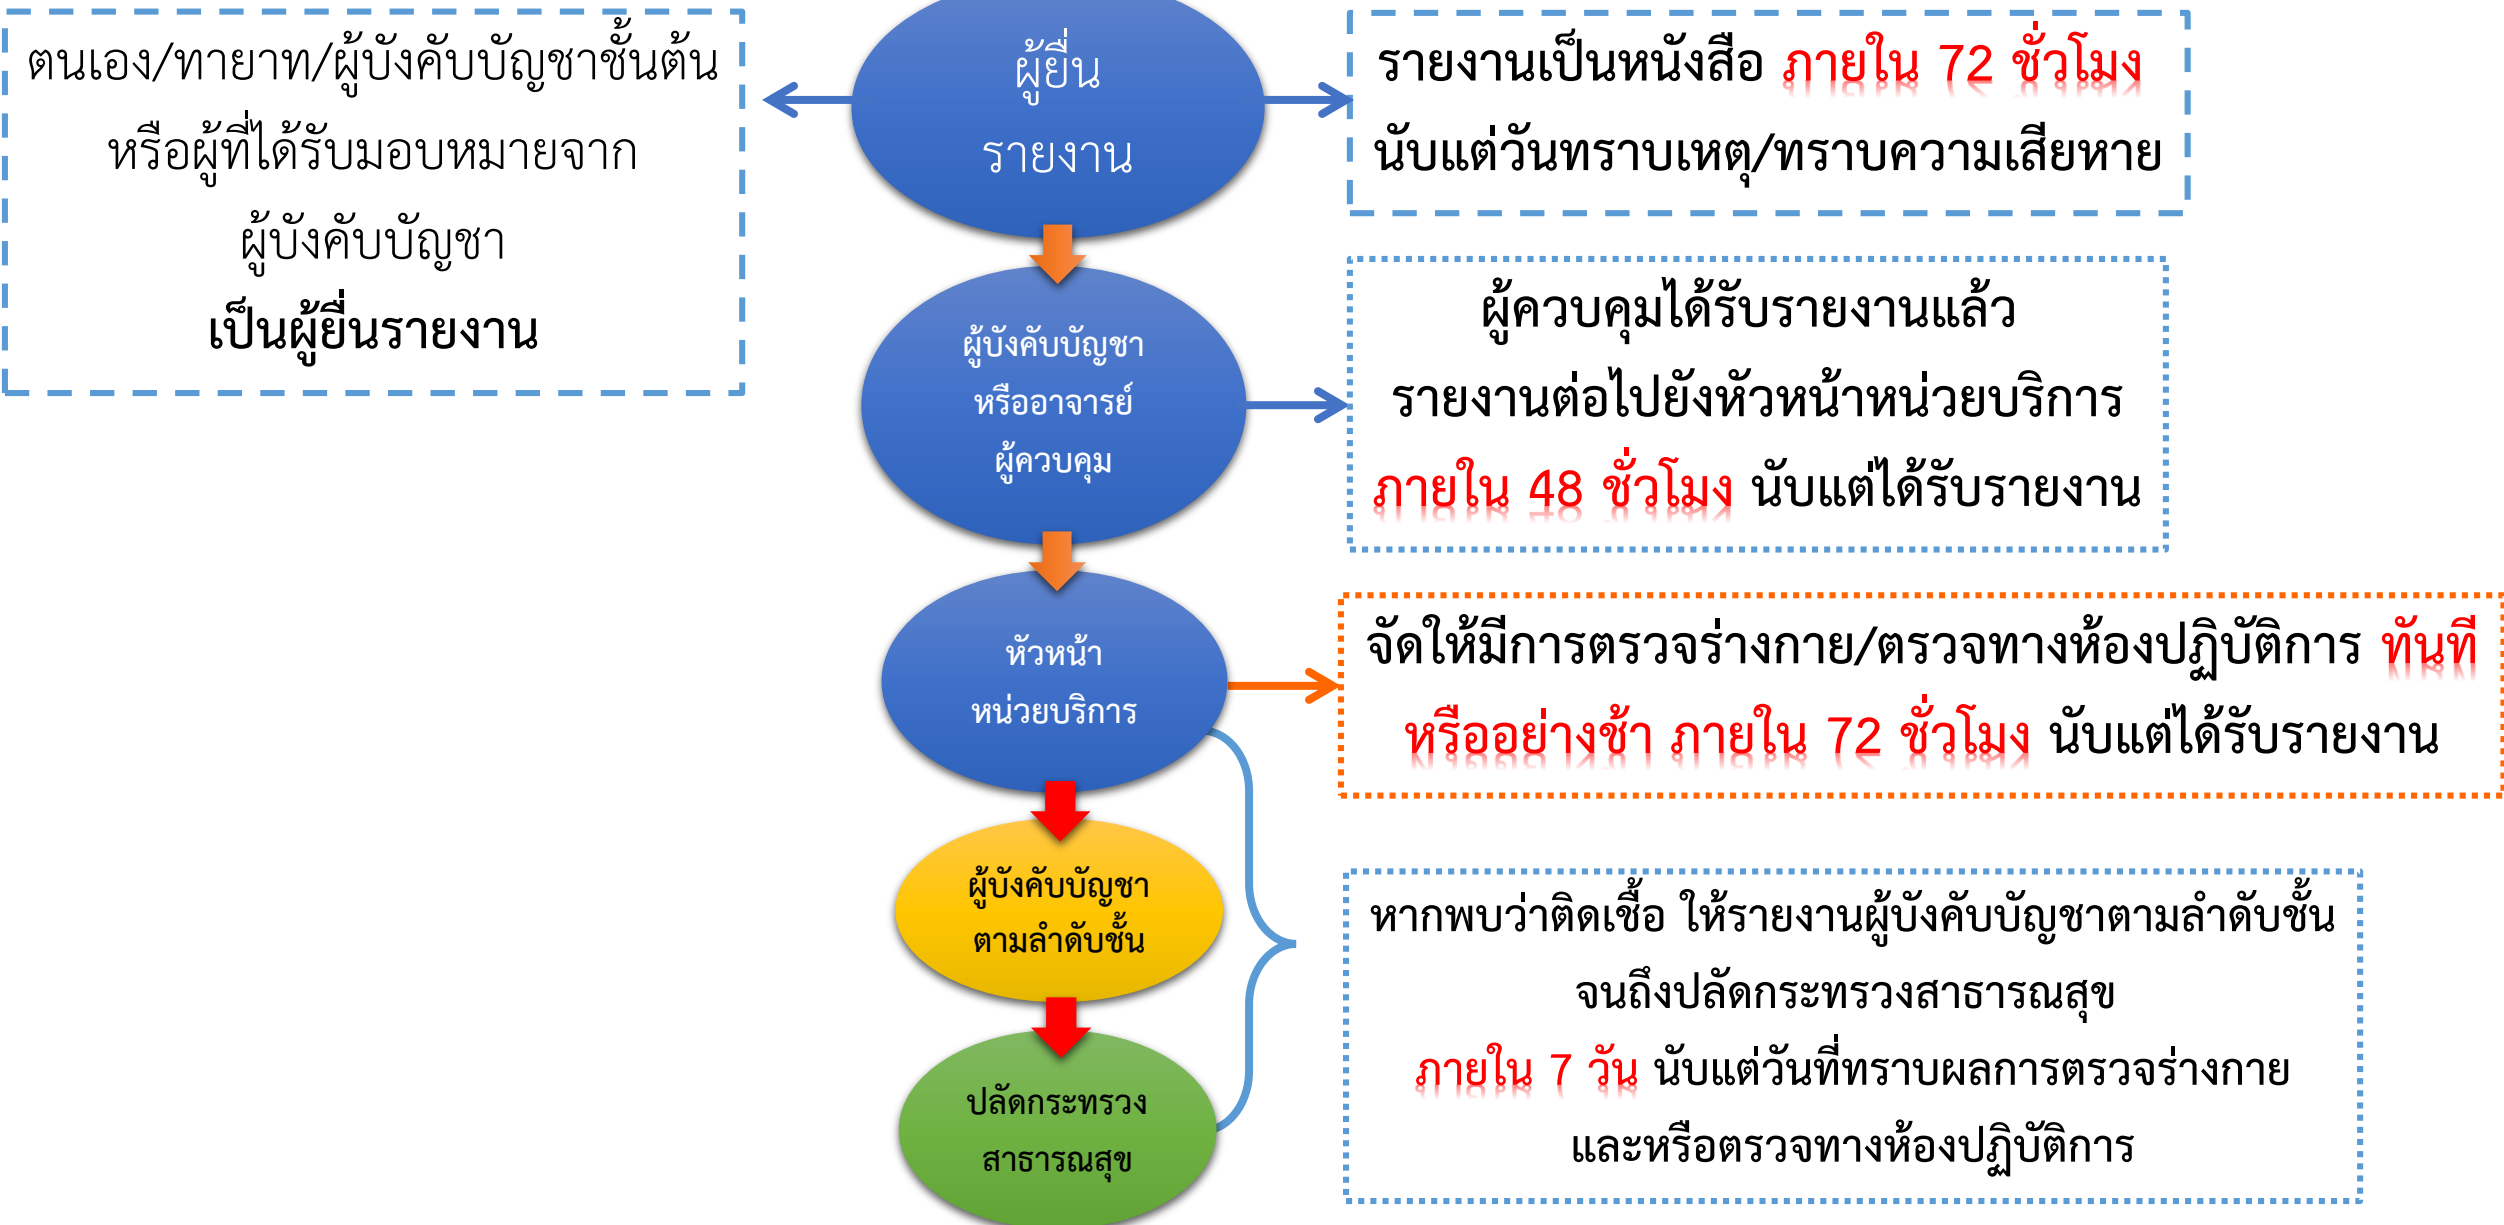 ตนเอง/ทายาท/ผู้บังคับบัญชาชั้นต้น
หรือผู้ที่ได้รับมอบหมายจาก
ผู้บังคับบัญชา
เป็นผู้ยื่นรายงาน
ผู้ยื่น
รายงาน
รายงานเป็นหนังสือ ภายใน 72 ชั่วโมง
นับแต่วันทราบเหตุ/ทราบความเสียหาย
ผู้บังคับบัญชา
หรืออาจารย์
ผู้ควบคุม
ผู้ควบคุมได้รับรายงานแล้ว
รายงานต่อไปยังหัวหน้าหน่วยบริการ
ภายใน 48 ชั่วโมง นับแต่ได้รับรายงาน
หัวหน้า
หน่วยบริการ
จัดให้มีการตรวจร่างกาย/ตรวจทางห้องปฏิบัติการ ทันที
หรืออย่างช้า ภายใน 72 ชั่วโมง นับแต่ได้รับรายงาน
ผู้บังคับบัญชา
ตามลำดับชั้น
ปลัดกระทรวง
สาธารณสุข
หากพบว่าติดเชื้อ ให้รายงานผู้บังคับบัญชาตามลำดับชั้น
จนถึงปลัดกระทรวงสาธารณสุข
ภายใน 7 วัน นับแต่วันที่ทราบผลการตรวจร่างกาย
และหรือตรวจทางห้องปฏิบัติการ